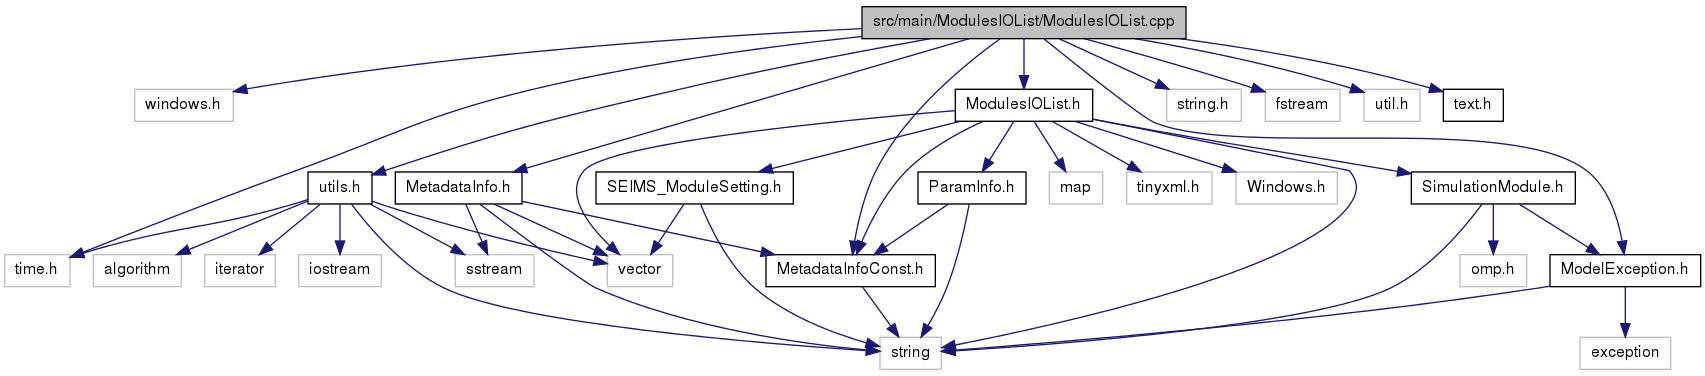 src/main/ModulesIOList/ModulesIOList.cpp
windows.h
ModulesIOList.h
string.h
fstream
util.h
text.h
utils.h
MetadataInfo.h
SEIMS_ModuleSetting.h
ParamInfo.h
map
tinyxml.h
Windows.h
SimulationModule.h
time.h
algorithm
iterator
iostream
sstream
vector
MetadataInfoConst.h
omp.h
ModelException.h
string
exception